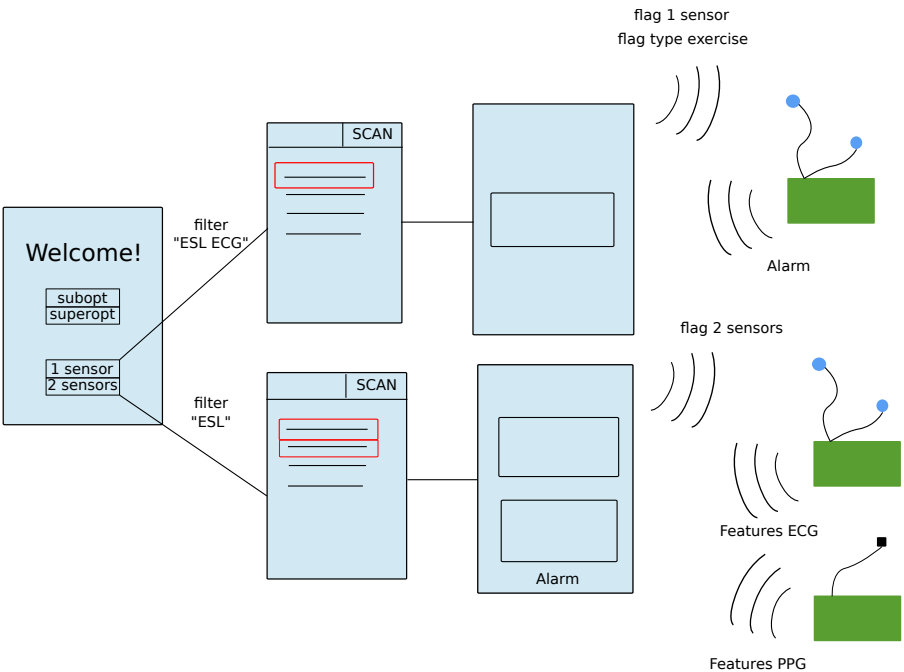 flag 1 sensor
flag type exercise
SCAN
filter
"ESL ECG"
Welcome!
subopt
superopt
1 sensor
2 sensors
Alarm
flag 2 sensors
SCAN
filter
"ESL"
Features ECG
Alarm
Features PPG